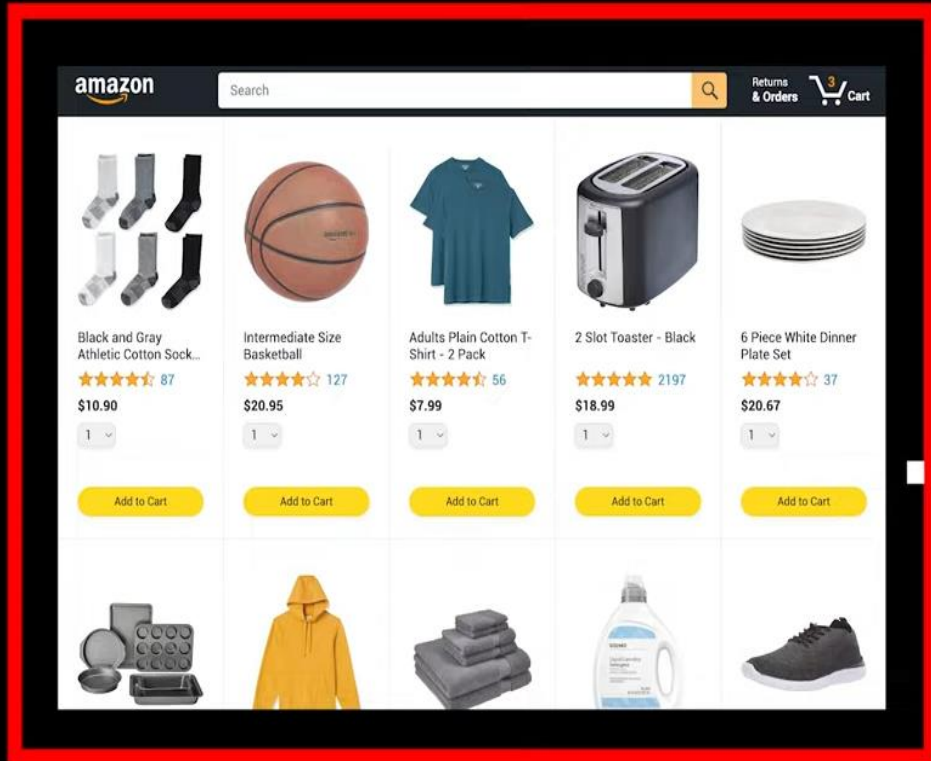 amazon
Search
Returns
& Orders
3
Cart
Black and Gray
Athletic Cotton Sock...
87
$10.90
1
Add to Cart
Intermediate Size
Basketball
127
$20.95
1
Add to Cart
Adults Plain Cotton T-
Shirt - 2 Pack
56
$7.99
1
Add to Cart
2 Slot Toaster - Black
2197
$18.99
1
Add to Cart
6 Piece White Dinner
Plate Set
37
$20.67
1
Add to Cart